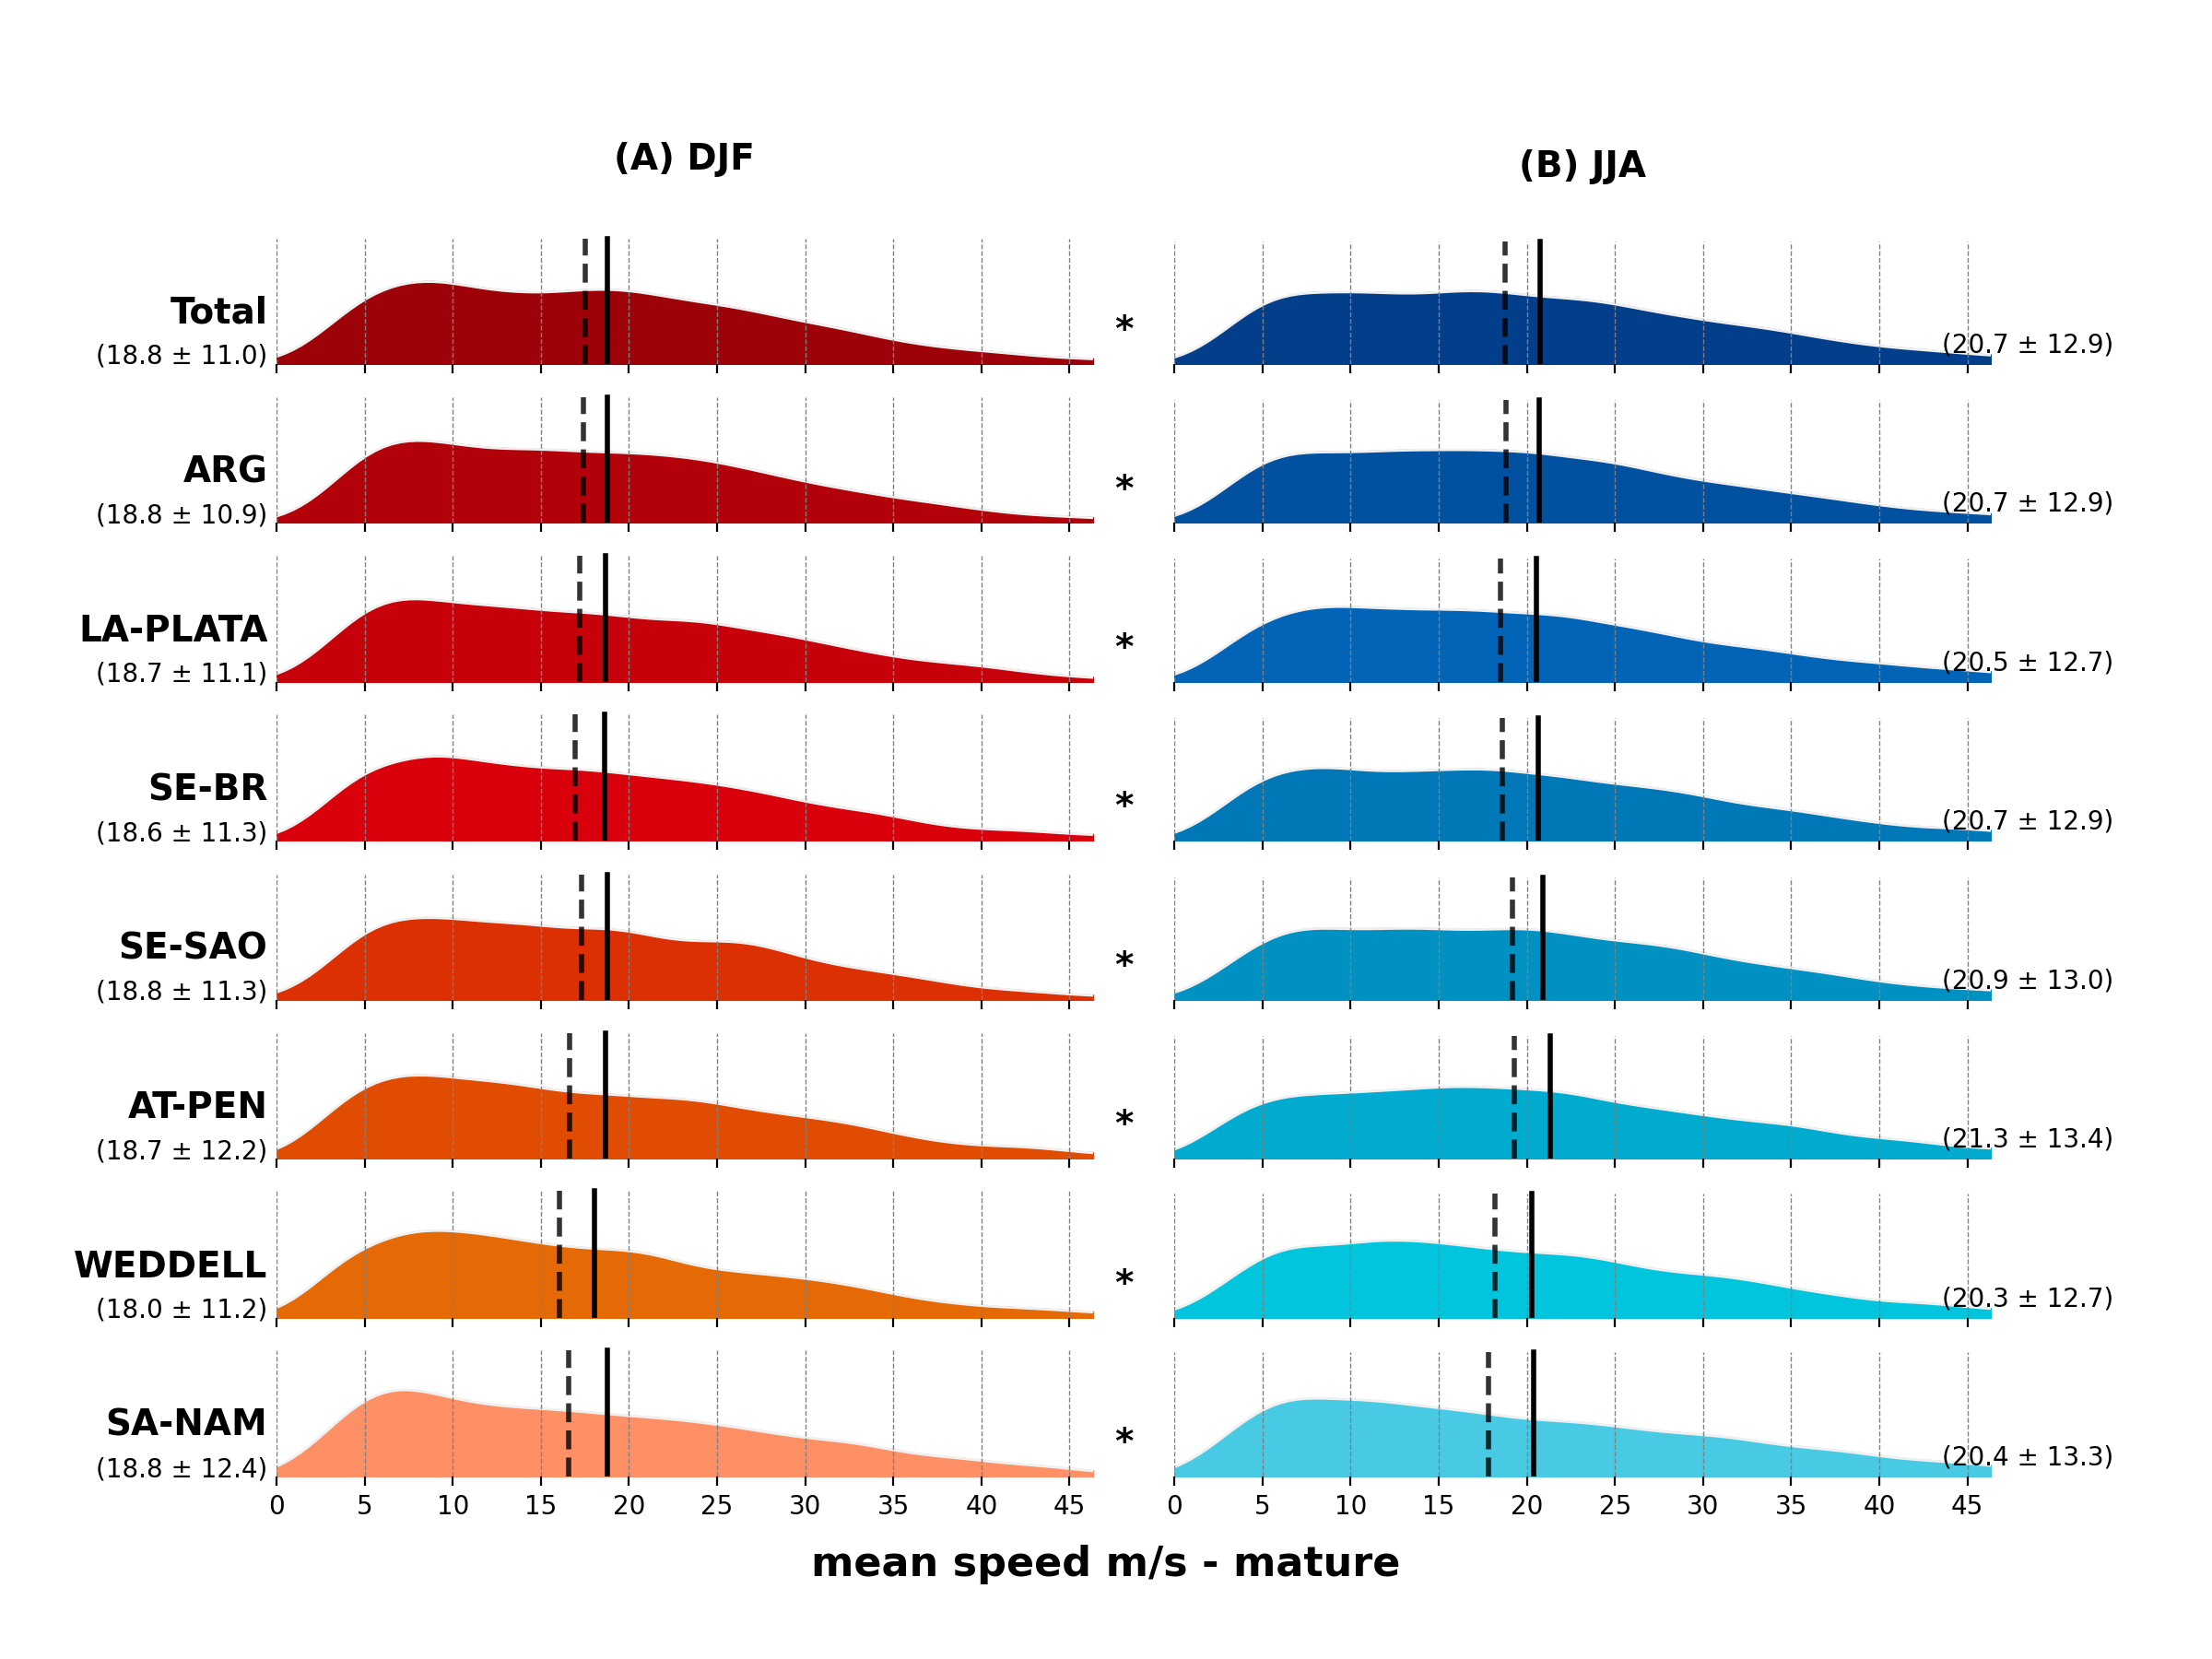 (A) DJF
(B) JJA
Total
(18.8 ± 11.0)
*
(20.7 ± 12.9)
ARG
(18.8 ± 10.9)
*
(20.7 ± 12.9)
LA-PLATA
(18.7 ± 11.1)
*
(20.5 ± 12.7)
SE-BR
(18.6 ± 11.3)
*
(20.7 ± 12.9)
SE-SAO
(18.8 ± 11.3)
*
(20.9 ± 13.0)
AT-PEN
(18.7 ± 12.2)
*
(21.3 ± 13.4)
WEDDELL
(18.0 ± 11.2)
*
(20.3 ± 12.7)
SA-NAM
(18.8 ± 12.4)
*
(20.4 ± 13.3)
0 5 10 15 20 25 30 35 40 45
0 5 10 15 20 25 30 35 40 45
mean speed m/s - mature